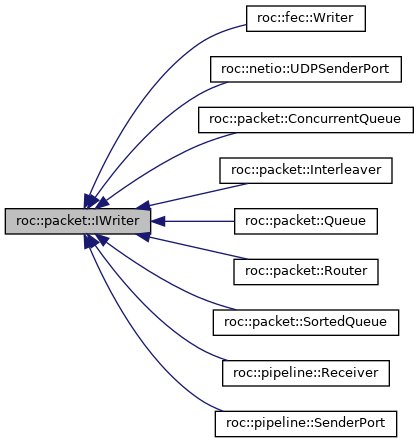 roc::fec::Writer
roc::netio::UDPSenderPort
roc::packet::ConcurrentQueue
roc::packet::Interleaver
roc::packet::IWriter
roc::packet::Queue
roc::packet::Router
roc::packet::SortedQueue
roc::pipeline::Receiver
roc::pipeline::SenderPort